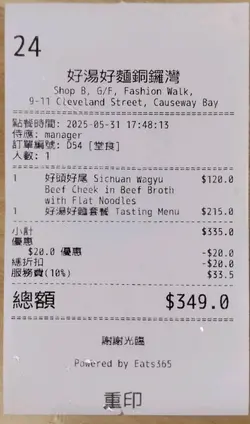 24
好湯好麵銅鑼灣
Shop B, G/F, Fashion Walk,
9-11 Cleveland Street, Causeway Bay
點餐時間: 2025-05-31 17:48:13
侍應: manager
訂單編號: D54 [堂食]
人數: 1
1 好頭好尾 Sichuan Wagyu $120.0
Beef Cheek in Beef Broth
with Flat Noodles
1 好湯好麵套餐 Tasting Menu $215.0
小計 $335.0
優惠
$20.0 優惠 -$20.0
總折扣 -$20.0
服務費(10%) $33.5
總額 $349.0
謝謝光臨
Powered by Eats365
重印